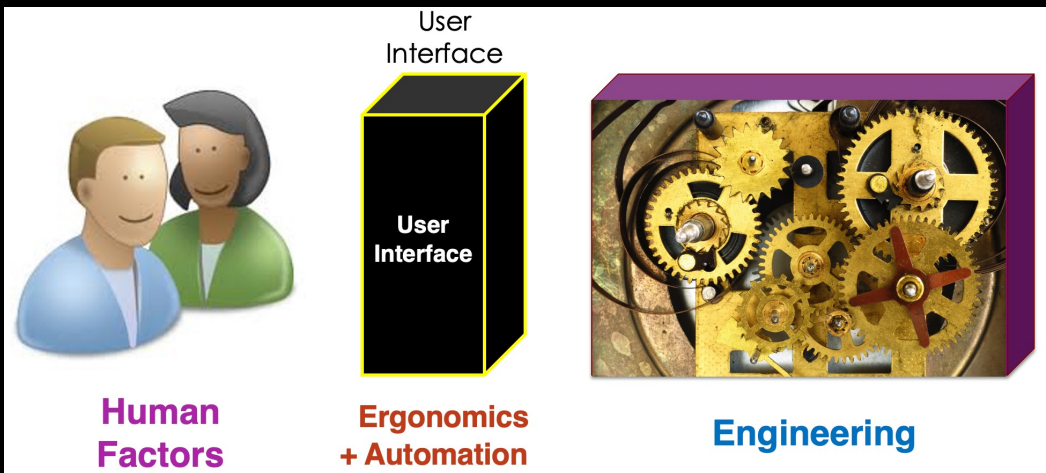 User
Interface
User
Interface
Human
Factors
Ergonomics
+ Automation
Engineering